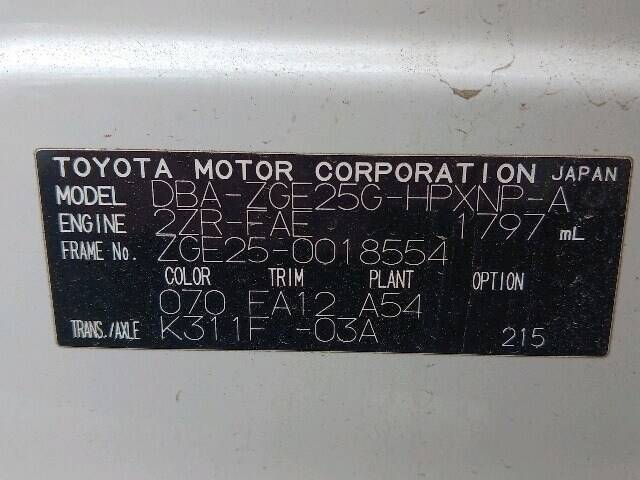 TOYOTA MOTOR CORPORATION JAPAN
MODEL DBA-ZGE25G-HPXNP-A
ENGINE 2ZR-FAE 1797 mL
FRAME No. ZGE25-0018554
COLOR TRIM PLANT OPTION
070 FA12 A54
TRANS./AXLE K311F -03A 215